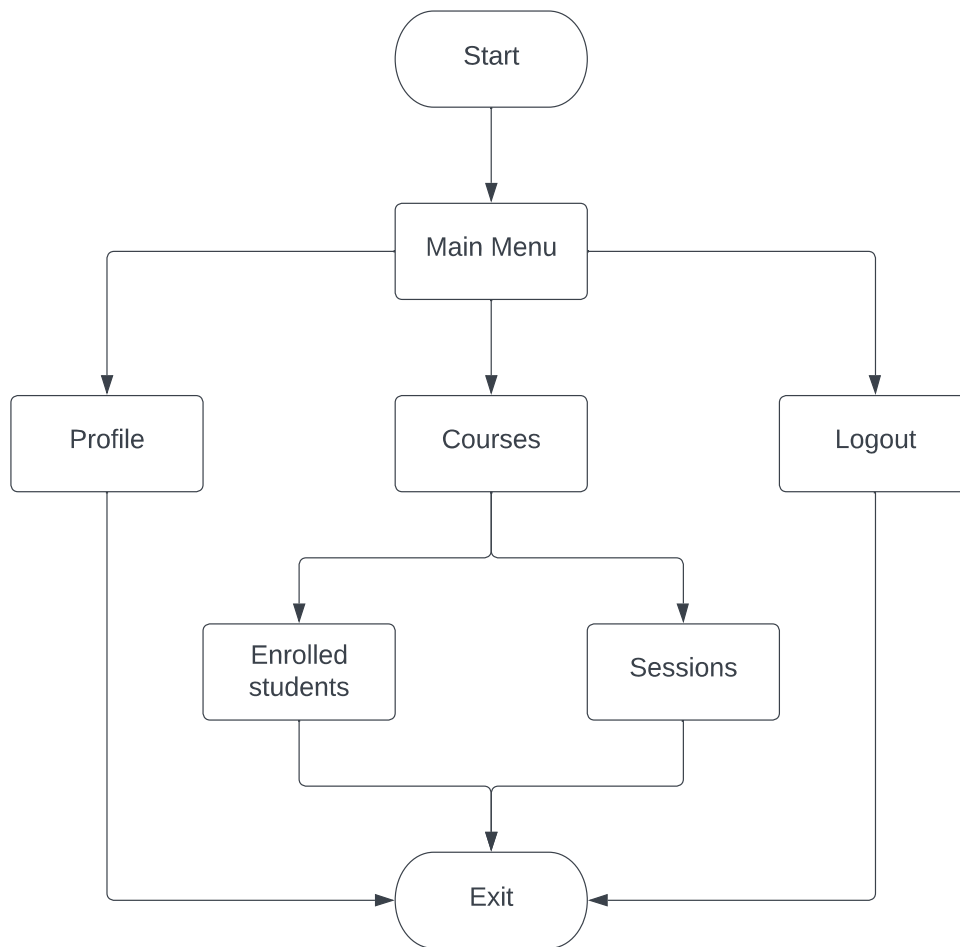 Start
Main Menu
Profile
Courses
Logout
Enrolled
students
Sessions
Exit